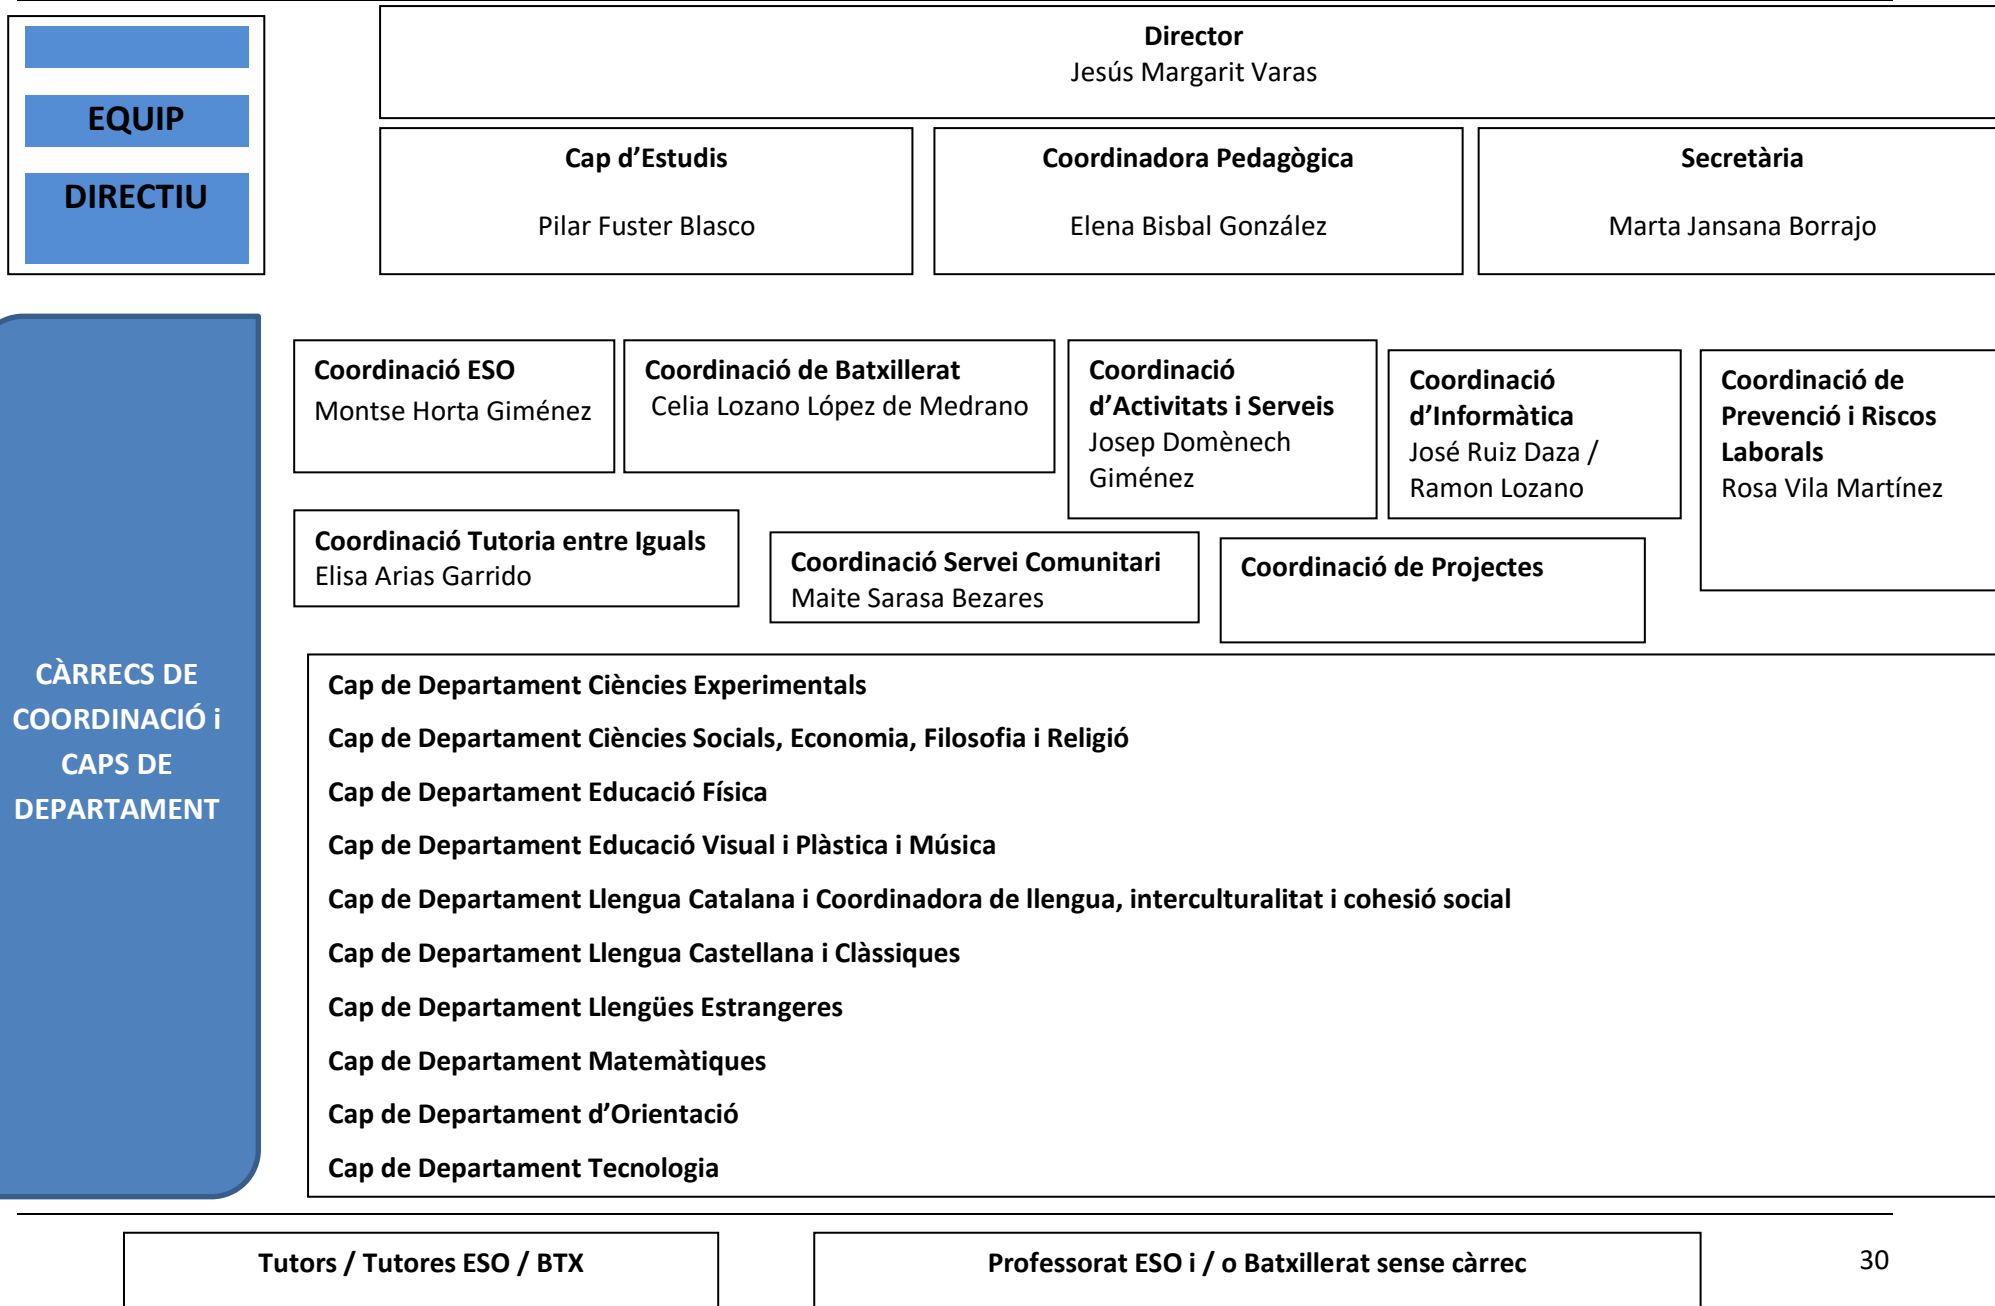 EQUIP
DIRECTIU
Director
Jesús Margarit Varas
Cap d’Estudis
Pilar Fuster Blasco
Coordinadora Pedagògica
Elena Bisbal González
Secretària
Marta Jansana Borrajo
CÀRRECS DE
COORDINACIÓ i
CAPS DE
DEPARTAMENT
Coordinació ESO
Montse Horta Giménez
Coordinació de Batxillerat
Celia Lozano López de Medrano
Coordinació
d’Activitats i Serveis
Josep Domènech
Giménez
Coordinació
d’Informàtica
José Ruiz Daza /
Ramon Lozano
Coordinació de
Prevenció i Riscos
Laborals
Rosa Vila Martínez
Coordinació Tutoria entre Iguals
Elisa Arias Garrido
Coordinació Servei Comunitari
Maite Sarasa Bezares
Coordinació de Projectes
Cap de Departament Ciències Experimentals
Cap de Departament Ciències Socials, Economia, Filosofia i Religió
Cap de Departament Educació Física
Cap de Departament Educació Visual i Plàstica i Música
Cap de Departament Llengua Catalana i Coordinadora de llengua, interculturalitat i cohesió social
Cap de Departament Llengua Castellana i Clàssiques
Cap de Departament Llengües Estrangeres
Cap de Departament Matemàtiques
Cap de Departament d’Orientació
Cap de Departament Tecnologia
Tutors / Tutores ESO / BTX
Professorat ESO i / o Batxillerat sense càrrec
30